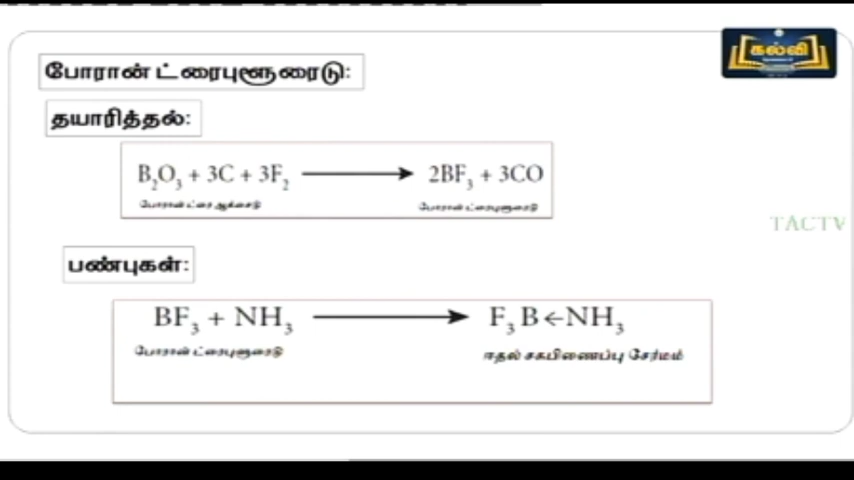 கல்வி
போரான் ட்ரைபுளூரைடு:
தயாரித்தல்:
B₂O₃ + 3C + 3F₂ ⟶ 2BF₃ + 3CO
போரான் ட்ரை ஆக்சைடு போரான் ட்ரைபுளூரைடு
TACTV
பண்புகள்:
BF₃ + NH₃ ⟶ F₃B←NH₃
போரான் ட்ரைபுளூரைடு ஈதல் சகபிணைப்பு சேர்மம்